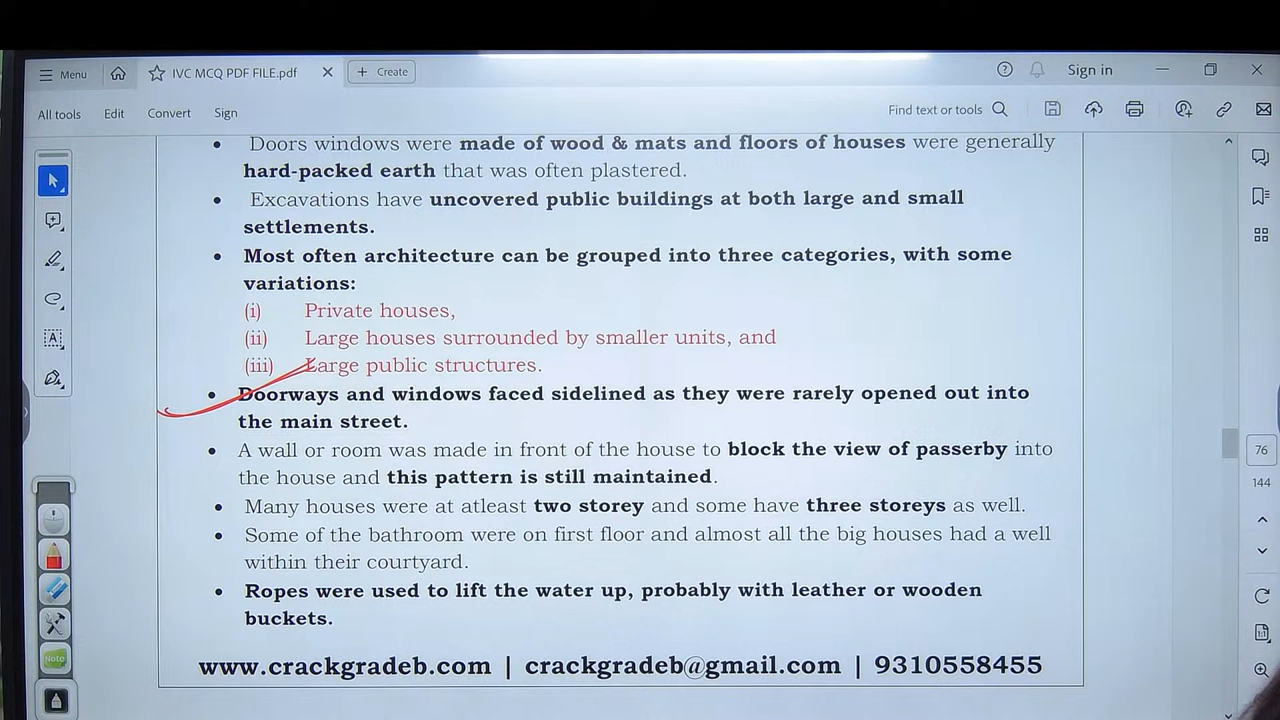 Menu
IVC MCQ PDF FILE.pdf
Create
Sign in
All tools
Edit
Convert
Sign
Find text or tools
• Doors windows were made of wood & mats and floors of houses were generally
hard-packed earth that was often plastered.
• Excavations have uncovered public buildings at both large and small
settlements.
• Most often architecture can be grouped into three categories, with some
variations:
(i) Private houses,
(ii) Large houses surrounded by smaller units, and
(iii) Large public structures.
• Doorways and windows faced sidelined as they were rarely opened out into
the main street.
• A wall or room was made in front of the house to block the view of passerby into
the house and this pattern is still maintained.
• Many houses were at atleast two storey and some have three storeys as well.
• Some of the bathroom were on first floor and almost all the big houses had a well
within their courtyard.
• Ropes were used to lift the water up, probably with leather or wooden
buckets.
www.crackgradeb.com | crackgradeb@gmail.com | 9310558455
76
144
Note